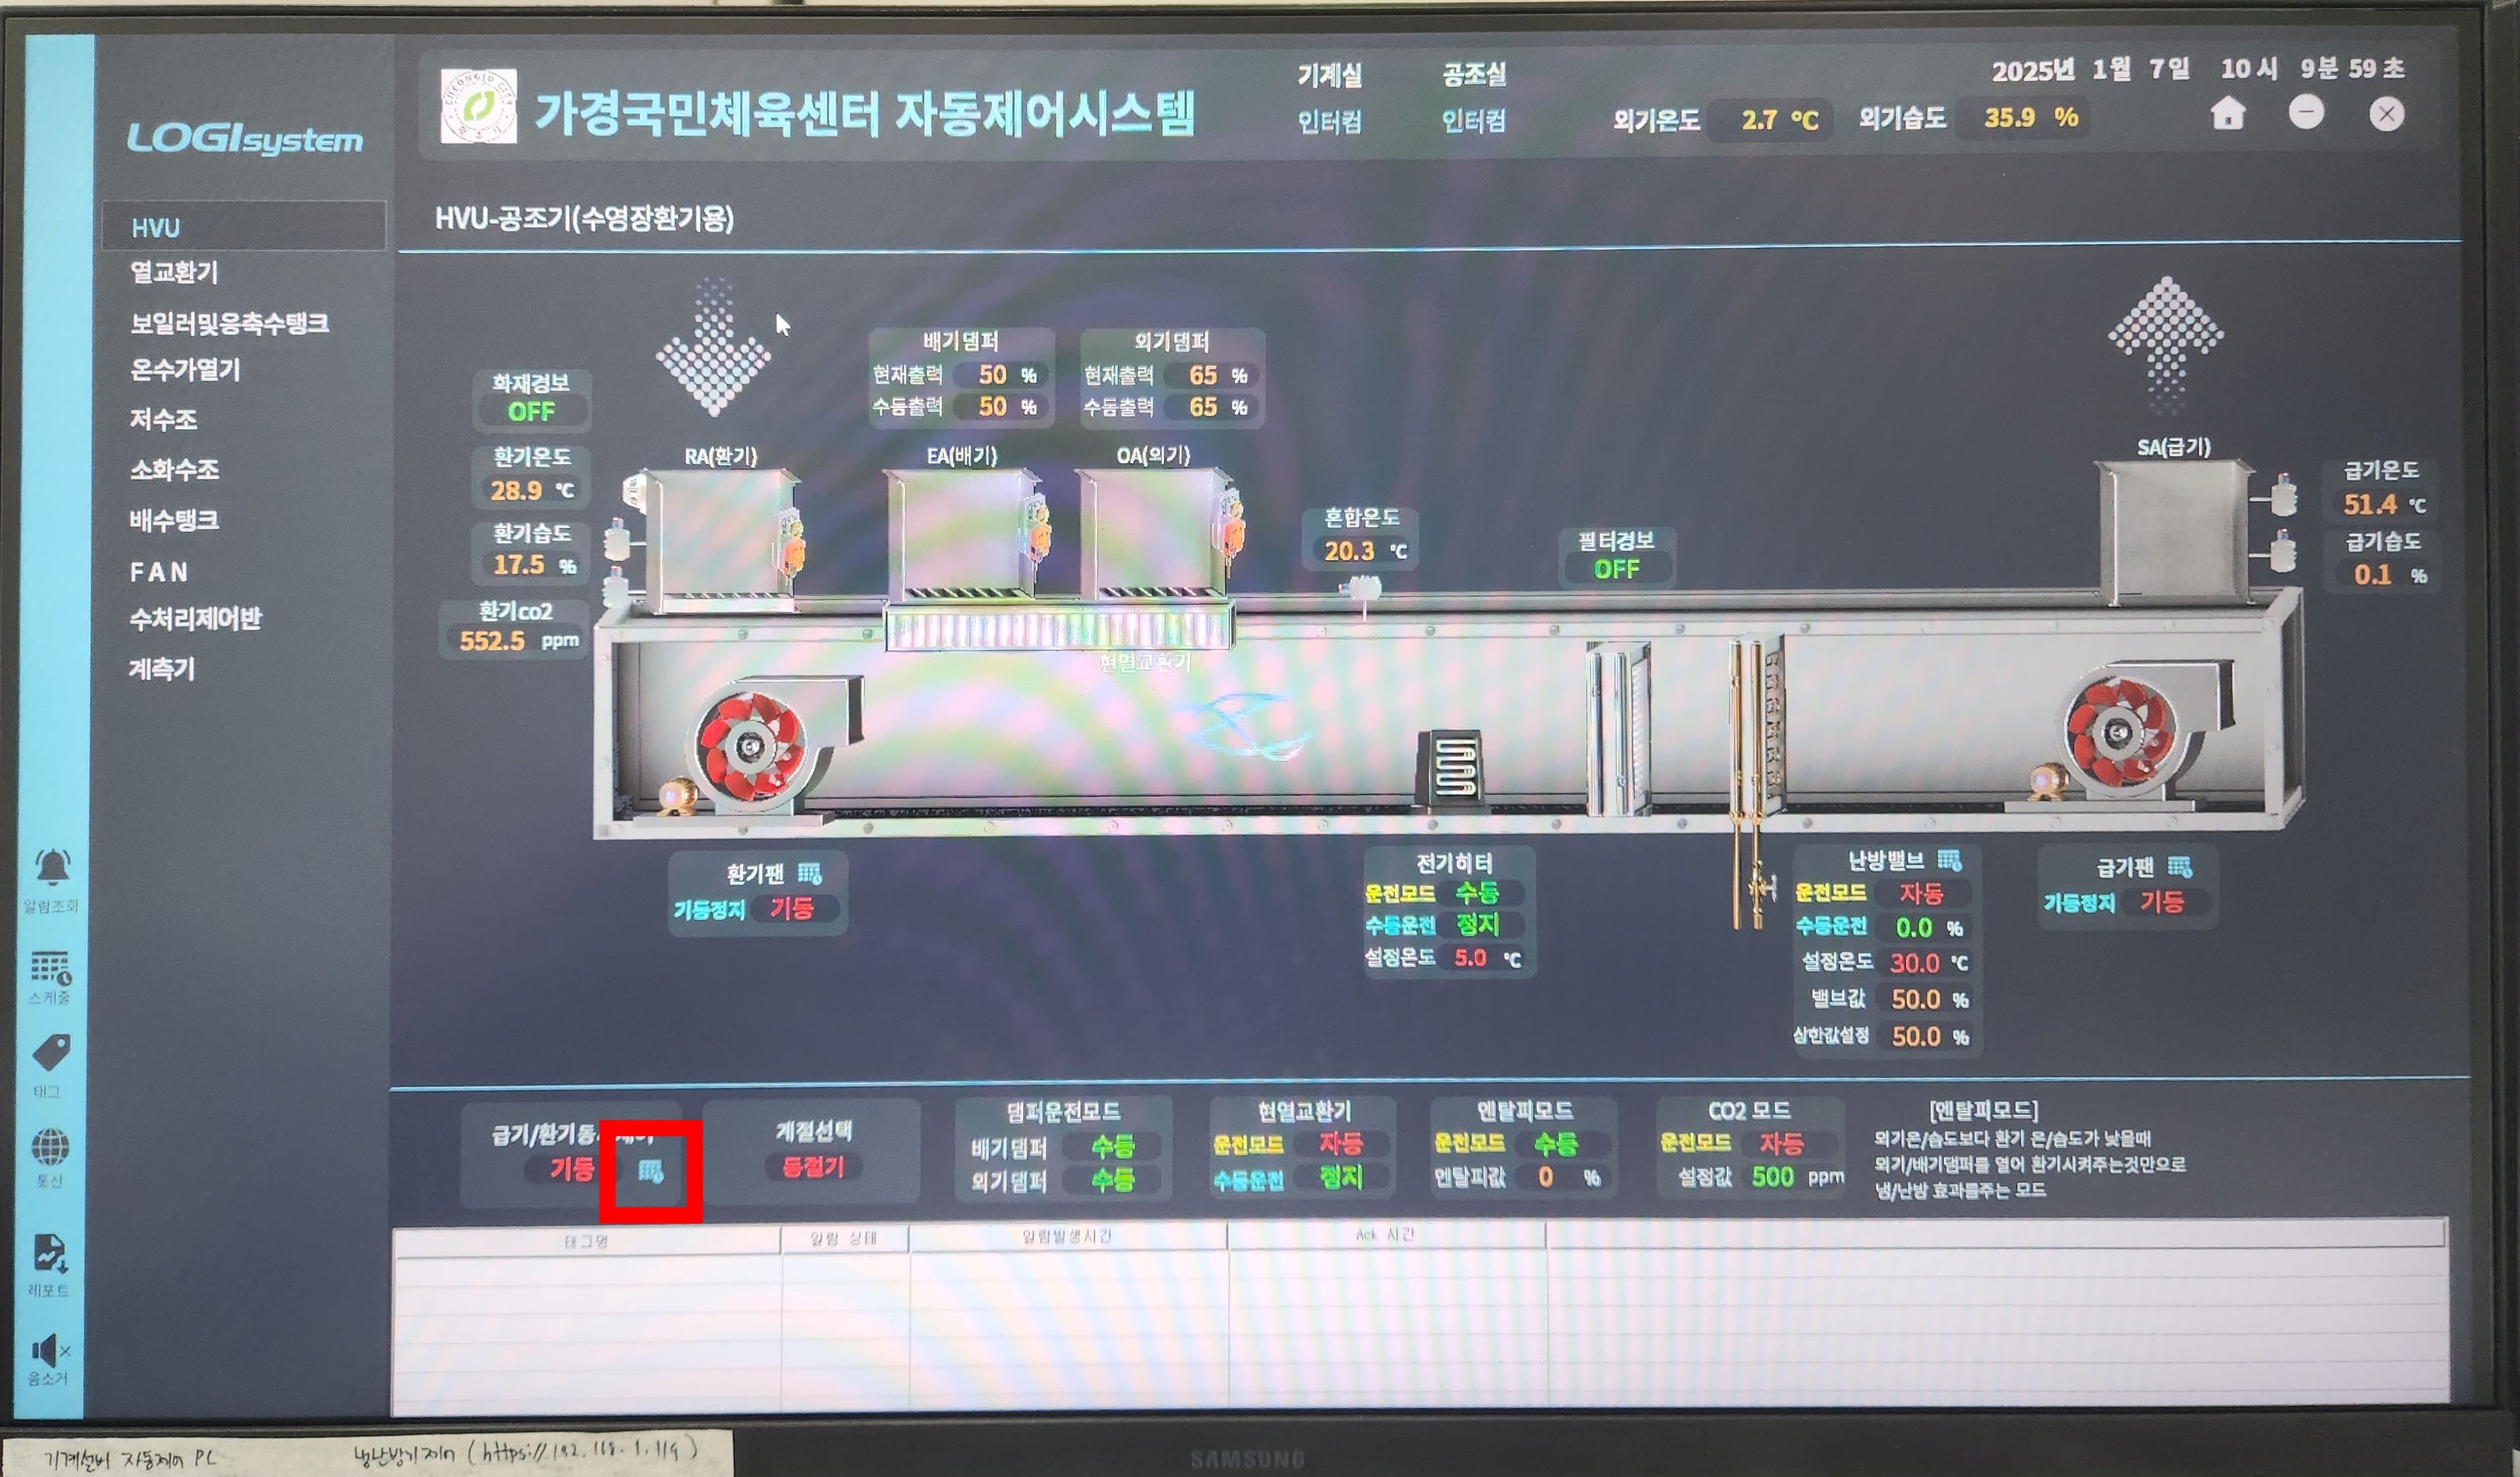 LOGIsystem
가경국민체육센터 자동제어시스템
기계실
인터컴
공조실
인터컴
2025년 1월 7일 10시 9분 59초
외기온도 2.7 ℃ 외기습도 35.9 %
HVU
열교환기
보일러및응축수탱크
온수가열기
저수조
소화수조
배수탱크
FAN
수처리제어반
계측기
알람조회
스케줄
태그
통신
레포트
음소거
HVU-공조기(수영장환기용)
화재경보
OFF
환기온도
28.9 ℃
환기습도
17.5 %
환기co2
552.5 ppm
배기댐퍼
현재출력 50 %
수동출력 50 %
외기댐퍼
현재출력 65 %
수동출력 65 %
RA(환기)
EA(배기)
OA(외기)
SA(급기)
혼합온도
20.3 ℃
필터경보
OFF
급기온도
51.4 ℃
급기습도
0.1 %
현열교환기
환기팬
기동정지 기동
전기히터
운전모드 수동
수동운전 정지
설정온도 5.0 ℃
난방밸브
운전모드 자동
수동운전 0.0 %
설정온도 30.0 ℃
밸브값 50.0 %
상한값설정 50.0 %
급기팬
기동정지 기동
급기/환기동
기동
계절선택
동절기
댐퍼운전모드
배기댐퍼 수동
외기댐퍼 수동
현열교환기
운전모드 자동
수동운전 정지
엔탈피모드
운전모드 수동
엔탈피값 0 %
CO2 모드
운전모드 자동
설정값 500 ppm
[엔탈피모드]
외기온/습도보다 환기 온/습도가 낮을때
외기/배기댐퍼를 열어 환기시켜주는것만으로
냉/난방 효과를주는 모드
태그명 알람 상태 알람발생시간 Ack 시간
기계설비 자동제어 PC
냉난방기제어 (https://192.168.1.119)
SAMSUNG